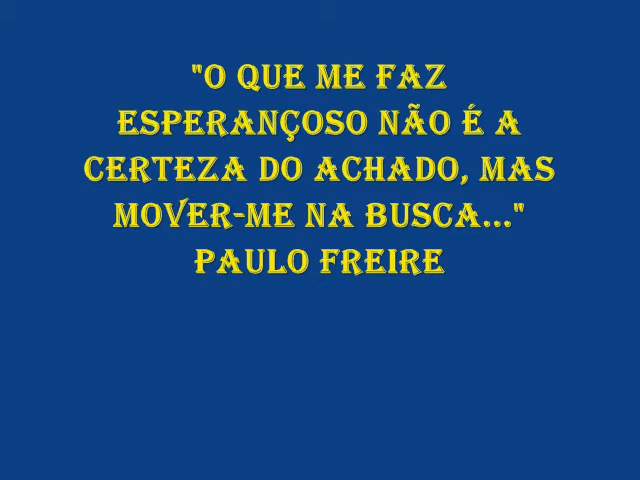 "O QUE ME FAZ
ESPERANÇOSO NÃO É A
CERTEZA DO ACHADO, MAS
MOVER-ME NA BUSCA..."
PAULO FREIRE